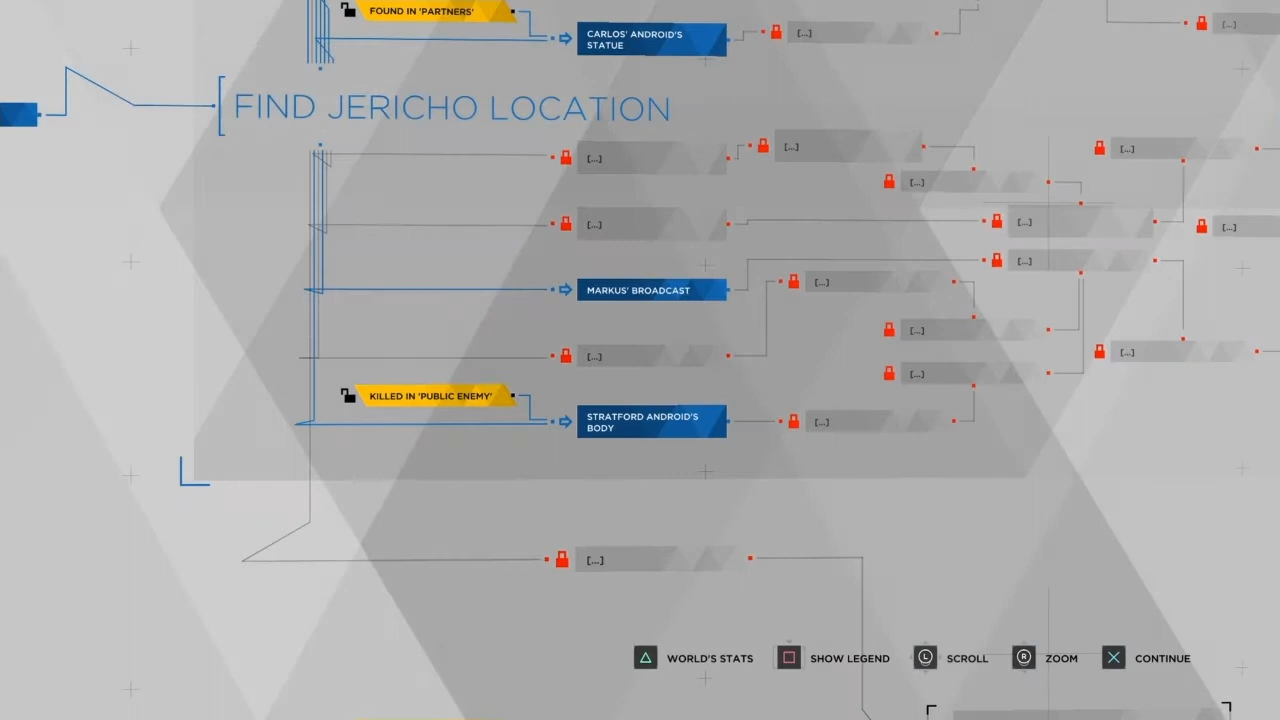 FOUND IN 'PARTNERS'
CARLOS' ANDROID'S
STATUE
[...]
[...]
FIND JERICHO LOCATION
[...]
[...]
[...]
[...]
[...]
[...]
[...]
MARKUS' BROADCAST
[...]
[...]
[...]
[...]
[...]
[...]
KILLED IN 'PUBLIC ENEMY'
STRATFORD ANDROID'S
BODY
[...]
[...]
WORLD'S STATS
SHOW LEGEND
L
SCROLL
R
ZOOM
CONTINUE